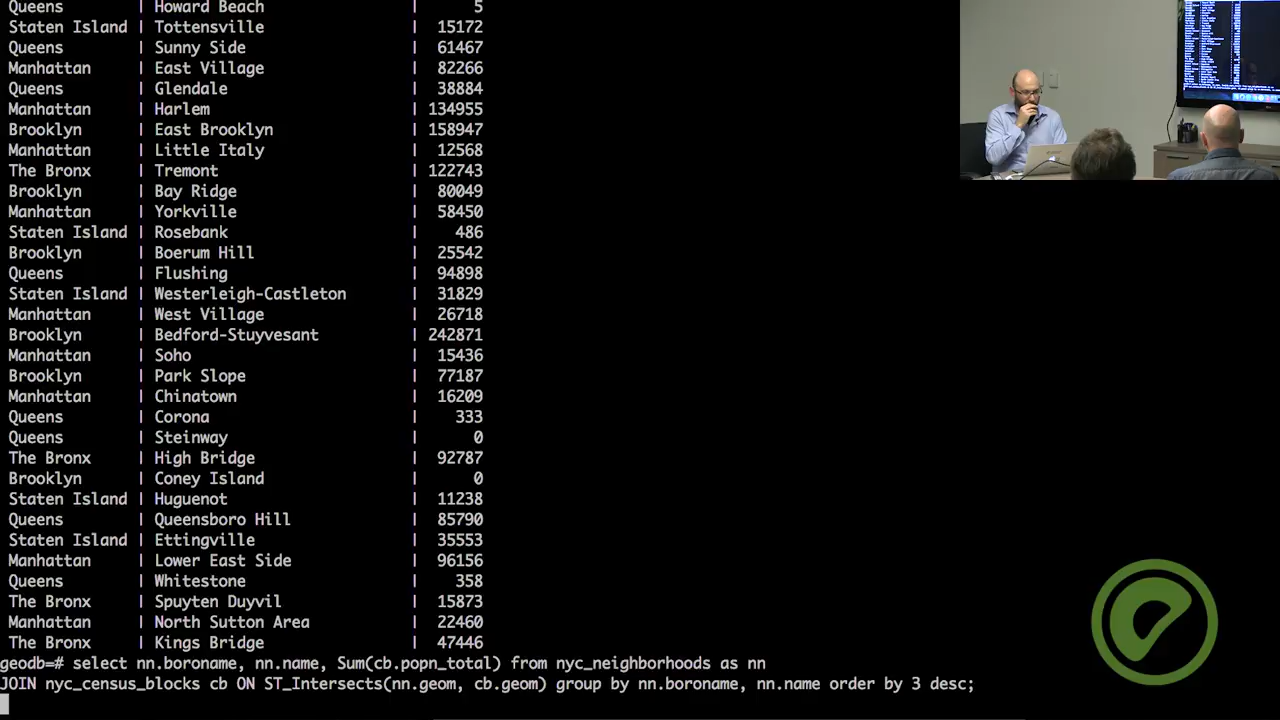 Queens | Howard Beach | 5
Staten Island | Tottensville | 15172
Queens | Sunny Side | 61467
Manhattan | East Village | 82266
Queens | Glendale | 38884
Manhattan | Harlem | 134955
Brooklyn | East Brooklyn | 158947
Manhattan | Little Italy | 12568
The Bronx | Tremont | 122743
Brooklyn | Bay Ridge | 80049
Manhattan | Yorkville | 58450
Staten Island | Rosebank | 486
Brooklyn | Boerum Hill | 25542
Queens | Flushing | 94898
Staten Island | Westerleigh-Castleton | 31829
Manhattan | West Village | 26718
Brooklyn | Bedford-Stuyvesant | 242871
Manhattan | Soho | 15436
Brooklyn | Park Slope | 77187
Manhattan | Chinatown | 16209
Queens | Corona | 333
Queens | Steinway | 0
The Bronx | High Bridge | 92787
Brooklyn | Coney Island | 0
Staten Island | Huguenot | 11238
Queens | Queensboro Hill | 85790
Staten Island | Ettingville | 35553
Manhattan | Lower East Side | 96156
Queens | Whitestone | 358
The Bronx | Spuyten Duyvil | 15873
Manhattan | North Sutton Area | 22460
The Bronx | Kings Bridge | 47446
geodb=# select nn.boroname, nn.name, Sum(cb.popn_total) from nyc_neighborhoods as nn
JOIN nyc_census_blocks cb ON ST_Intersects(nn.geom, cb.geom) group by nn.boroname, nn.name order by 3 desc;